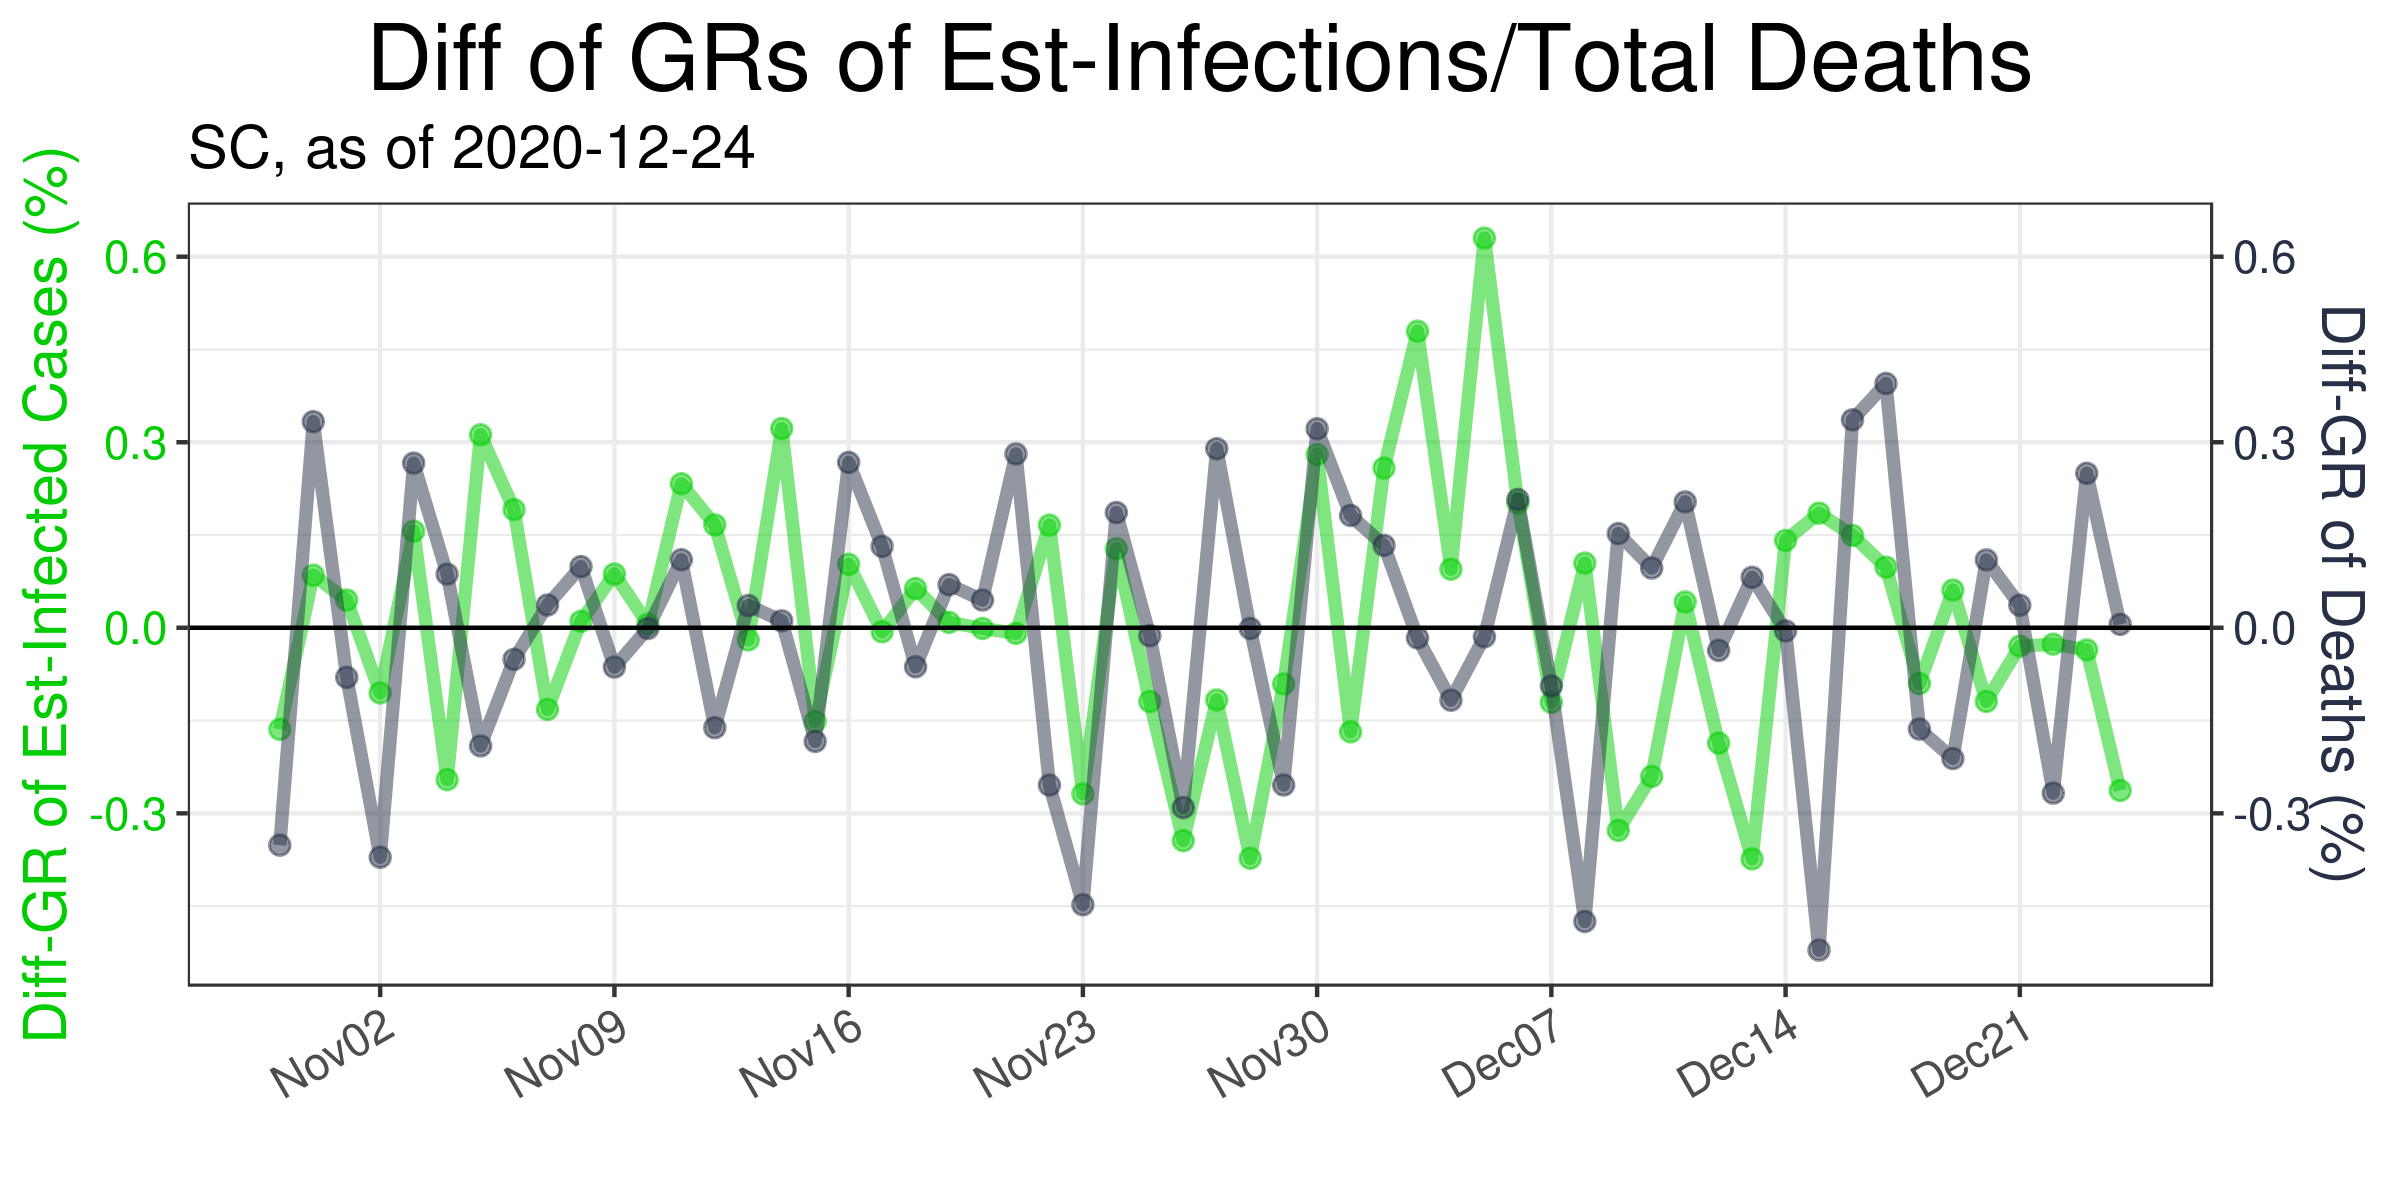 Diff of GRs of Est-Infections/Total Deaths
SC, as of 2020-12-24
Diff-GR of Est-Infected Cases (%)
0.6
0.3
0.0
-0.3
0.6
0.3
0.0
-0.3
Diff-GR of Deaths (%)
Nov02
Nov09
Nov16
Nov23
Nov30
Dec07
Dec14
Dec21